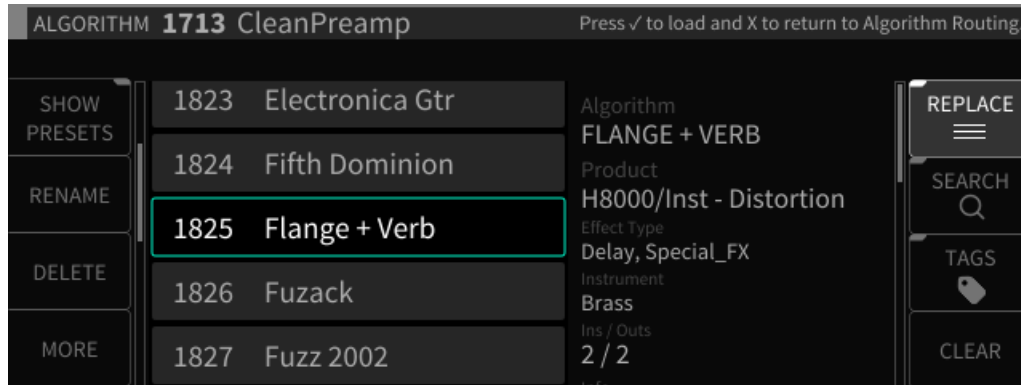 ALGORITHM 1713 CleanPreamp
Press ✓ to load and X to return to Algorithm Routing.
SHOW
PRESETS
RENAME
DELETE
MORE
1823 Electronica Gtr
1824 Fifth Dominion
1825 Flange + Verb
1826 Fuzack
1827 Fuzz 2002
Algorithm
FLANGE + VERB
Product
H8000/Inst - Distortion
Effect Type
Delay, Special_FX
Instrument
Brass
Ins / Outs
2 / 2
REPLACE
SEARCH
TAGS
CLEAR